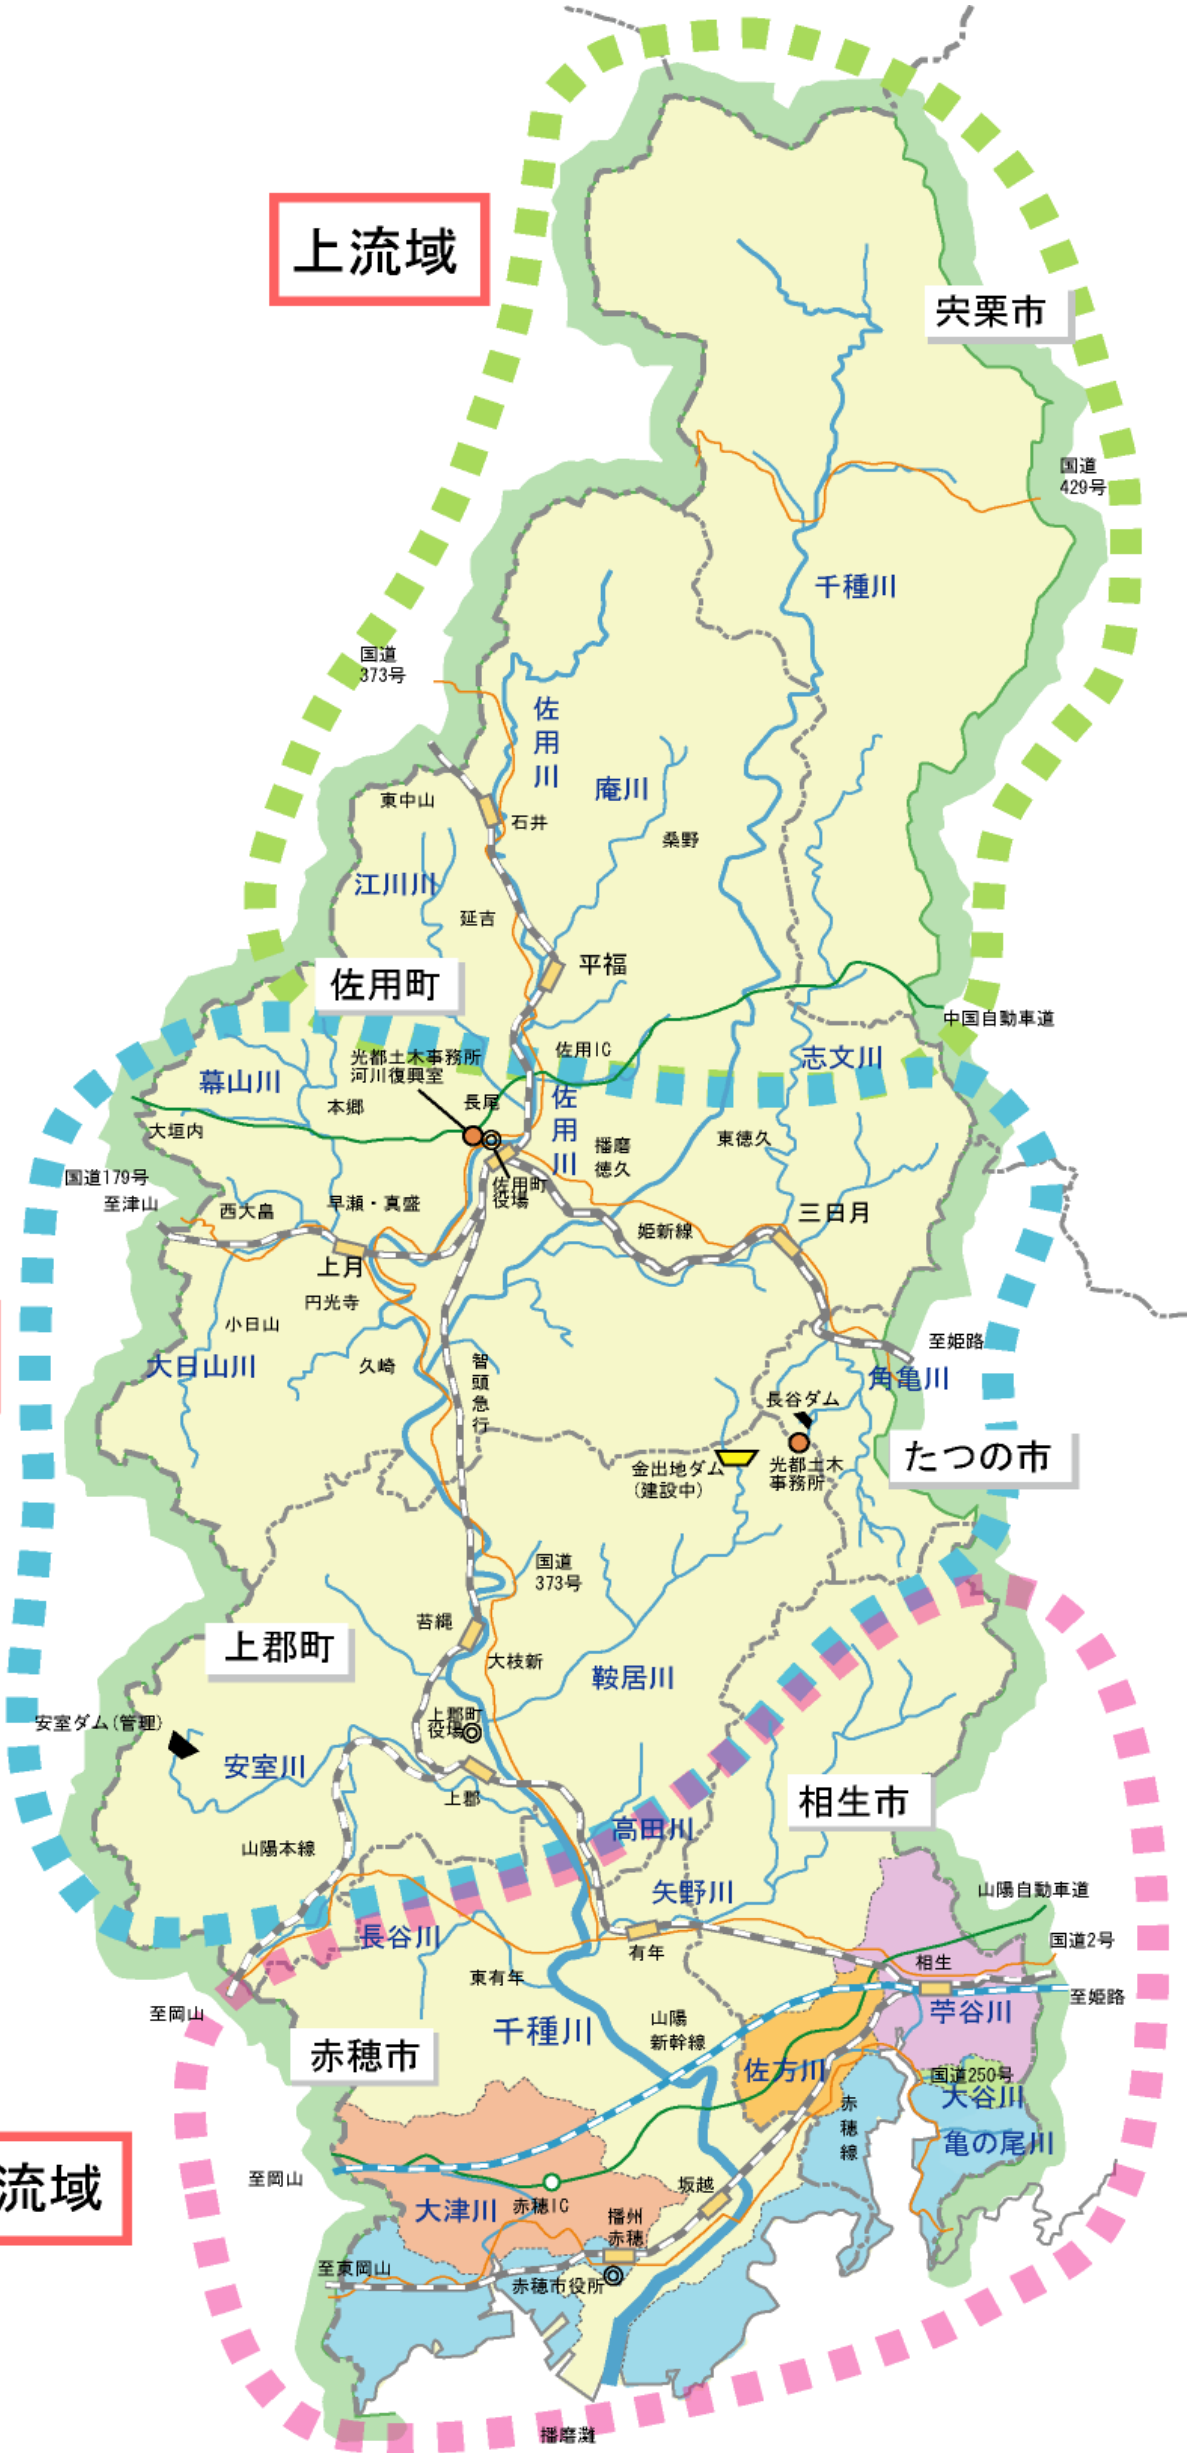 上流域
宍栗市
国道
429号
千種川
国道
373号
佐用川
庵川
東中山
石井
桑野
江川川
延吉
平福
佐用町
中国自動車道
佐用IC
志文川
光都土木事務所
河川復興室
幕山川
本郷
長尾
佐用川
大垣内
播磨
徳久
東徳久
国道179号
至津山
佐用町
役場
西大畠
早瀬・真盛
三日月
姫新線
上月
円光寺
小日山
至姫路
大日山川
久崎
智頭急行
角亀川
長谷ダム
たつの市
金出地ダム
(建設中)
光都土木
事務所
国道
373号
苔縄
上郡町
大枝新
鞍居川
安室ダム(管理)
上郡町
役場
安室川
上郡
相生市
高田川
山陽本線
矢野川
山陽自動車道
長谷川
有年
国道2号
相生
東有年
至姫路
至岡山
千種川
山陽
新幹線
苧谷川
赤穂市
佐方川
国道250号
大谷川
赤穂線
亀の尾川
流域
至岡山
坂越
大津川
赤穂IC
播州
赤穂
至東岡山
赤穂市役所
播磨灘